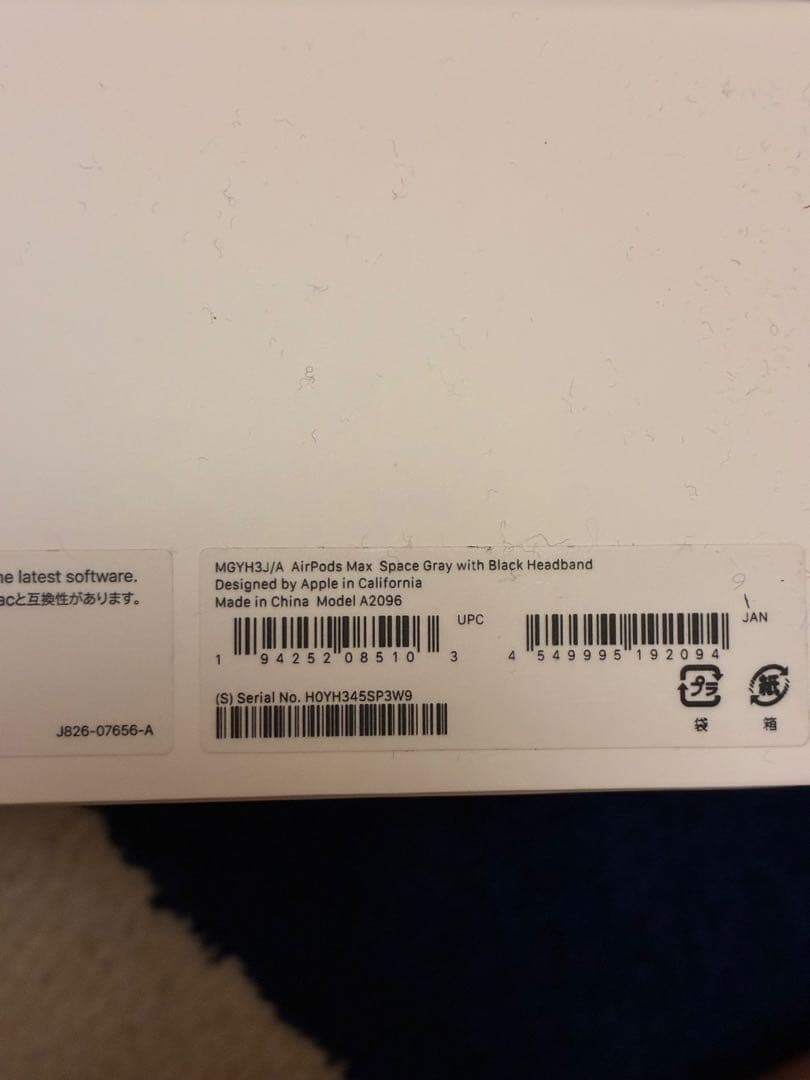 he latest software.
acと互換性があります。
J826-07656-A
MGYH3J/A AirPods Max Space Gray with Black Headband
Designed by Apple in California
Made in China Model A2096
UPC
1 94252 08510 3
JAN
4 549995 192094
(S) Serial No. H0YH345SP3W9
プラ
袋
紙
箱